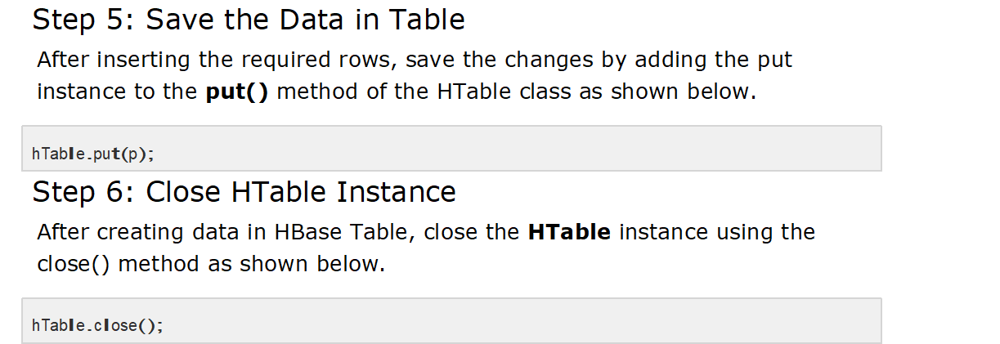 Step 5: Save the Data in Table
After inserting the required rows, save the changes by adding the put
instance to the put() method of the HTable class as shown below.
hTable.put(p);
Step 6: Close HTable Instance
After creating data in HBase Table, close the HTable instance using the
close() method as shown below.
hTable.close();